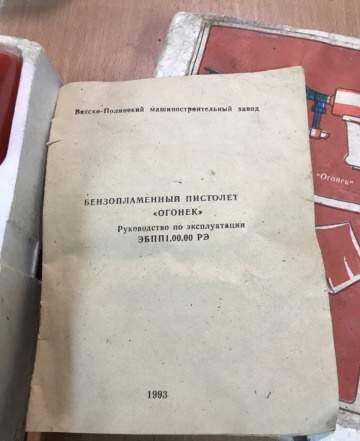 Вятско-Полянский машиностроительный завод
БЕНЗОПЛАМЕННЫЙ ПИСТОЛЕТ
«ОГОНЕК»
Руководство по эксплуатации
ЭБПП1.00.00 РЭ
1993
"Огонек"